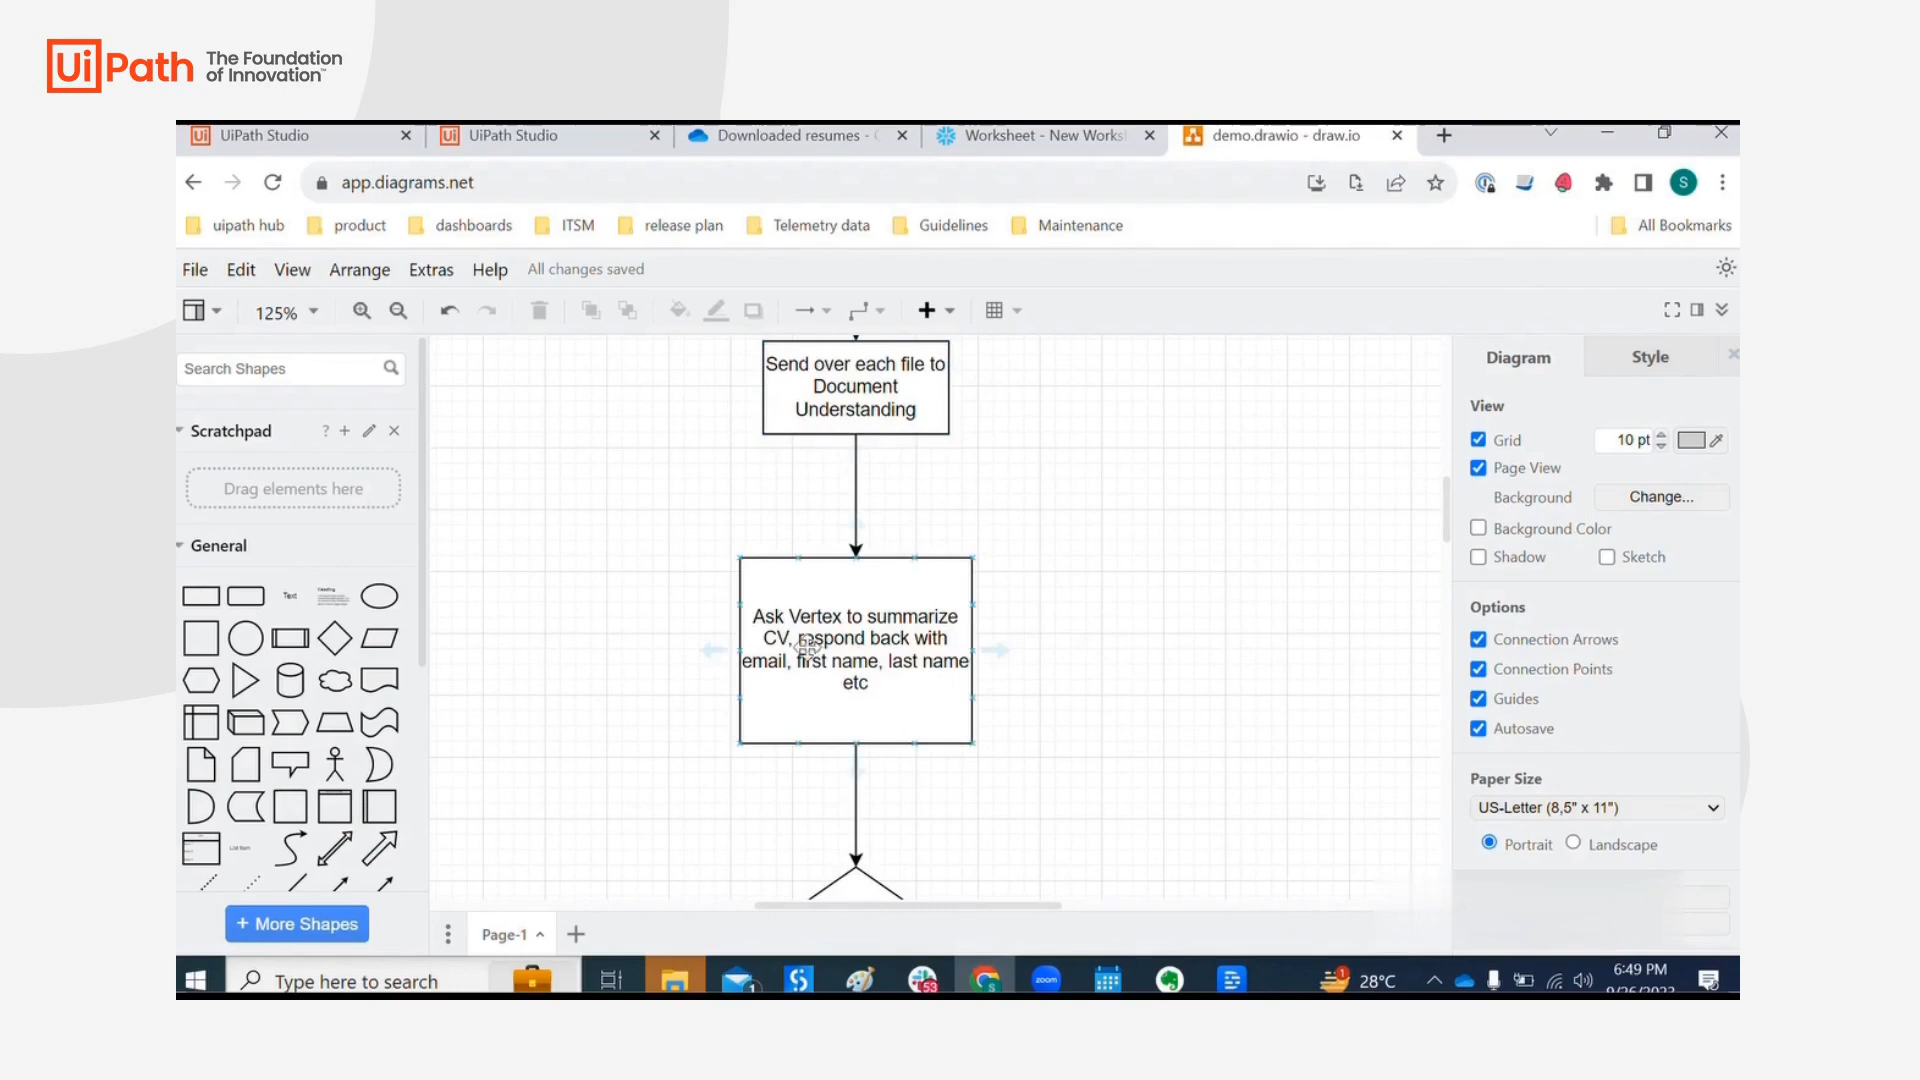 UiPath The Foundation
of Innovation™
UiPath Studio
UiPath Studio
Downloaded resumes -
Worksheet - New Works
demo.drawio - draw.io
app.diagrams.net
S
uipath hub
product
dashboards
ITSM
release plan
Telemetry data
Guidelines
Maintenance
All Bookmarks
File Edit View Arrange Extras Help All changes saved
125%
Search Shapes
Scratchpad
?
Drag elements here
General
Text
Heading
List Item
+ More Shapes
Send over each file to
Document
Understanding
Ask Vertex to summarize
CV, respond back with
email, first name, last name
etc
Page-1
Diagram
Style
View
Grid
10 pt
Page View
Background
Change...
Background Color
Shadow
Sketch
Options
Connection Arrows
Connection Points
Guides
Autosave
Paper Size
US-Letter (8,5" x 11")
Portrait
Landscape
Type here to search
1
53
zoom
1
28°C
6:49 PM